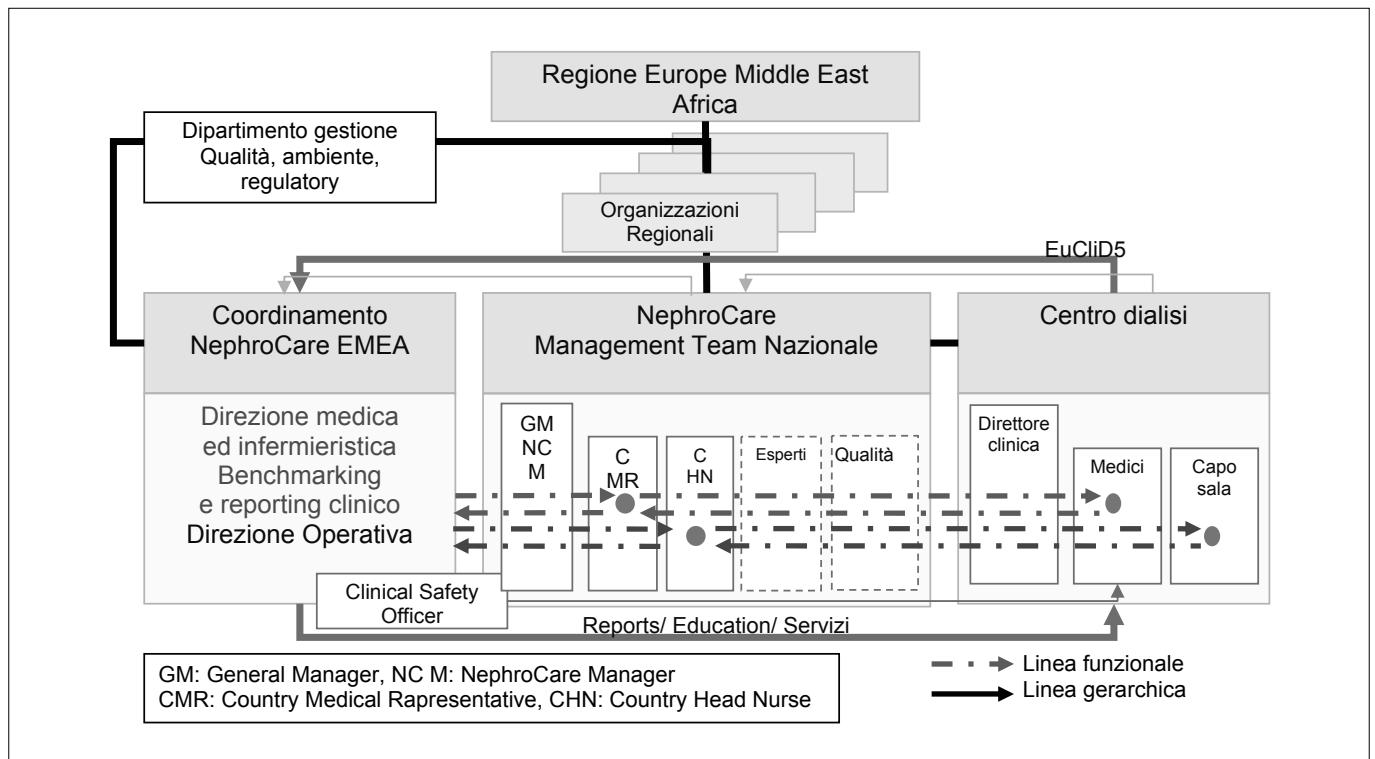 Regione Europe Middle East
Africa
Dipartimento gestione
Qualità, ambiente,
regulatory
Organizzazioni
Regionali
EuCliD5
Coordinamento
NephroCare EMEA
NephroCare
Management Team Nazionale
Centro dialisi
Direzione medica
ed infermieristica
Benchmarking
e reporting clinico
Direzione Operativa
GM
NC
M
C
MR
C
HN
Esperti
Qualità
Direttore
clinica
Medici
Capo
sala
Clinical Safety
Officer
Reports/ Education/ Servizi
GM: General Manager, NC M: NephroCare Manager
CMR: Country Medical Rapresentative, CHN: Country Head Nurse
Linea funzionale
Linea gerarchica